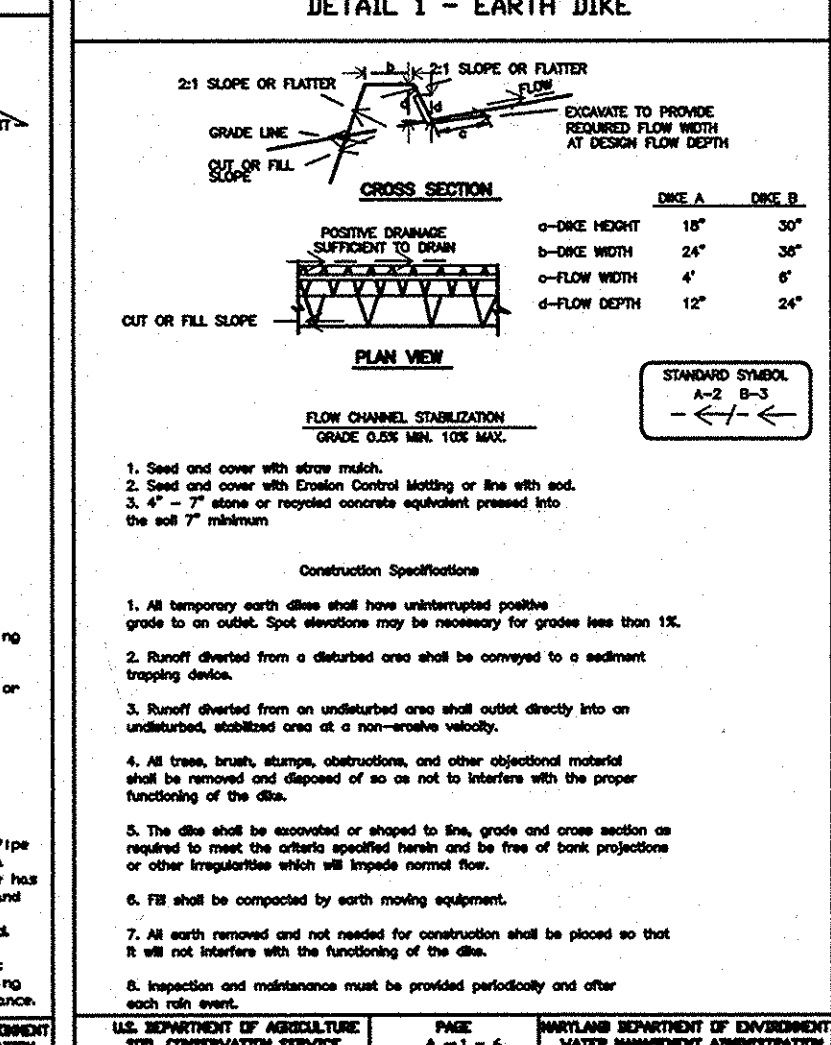 DETAIL 1 - EARTH DIKE
b
2:1 SLOPE OR FLATTER
2:1 SLOPE OR FLATTER
FLOW
d
EXCAVATE TO PROVIDE
REQUIRED FLOW WIDTH
AT DESIGN FLOW DEPTH
GRADE LINE
c
CUT OR FILL
SLOPE
CROSS SECTION
DIKE A DIKE B
a-DIKE HEIGHT 18" 30"
b-DIKE WIDTH 24" 36"
c-FLOW WIDTH 4' 6'
d-FLOW DEPTH 12" 24"
POSITIVE DRAINAGE
SUFFICIENT TO DRAIN
CUT OR FILL SLOPE
PLAN VIEW
STANDARD SYMBOL
A-2 B-3
FLOW CHANNEL STABILIZATION
GRADE 0.5% MIN. 10% MAX.
1. Seed and cover with straw mulch.
2. Seed and cover with Erosion Control Matting or line with sod.
3. 4" - 7" stone or recycled concrete equivalent pressed into
the soil 7" minimum
Construction Specifications
1. All temporary earth dikes shall have uninterrupted positive
grade to an outlet. Spot elevations may be necessary for grades less than 1%.
2. Runoff diverted from a disturbed area shall be conveyed to a sediment
trapping device.
3. Runoff diverted from an undisturbed area shall outlet directly into an
undisturbed, stabilized area at a non-erosive velocity.
4. All trees, brush, stumps, obstructions, and other objectional material
shall be removed and disposed of so as not to interfere with the proper
functioning of the dike.
5. The dike shall be excavated or shaped to line, grade and cross section as
required to meet the criteria specified herein and be free of bank projections
or other irregularities which will impede normal flow.
6. Fill shall be compacted by earth moving equipment.
7. All earth removed and not needed for construction shall be placed so that
it will not interfere with the functioning of the dike.
8. Inspection and maintenance must be provided periodically and after
each rain event.
U.S. DEPARTMENT OF AGRICULTURE
SOIL CONSERVATION SERVICE
PAGE
A-1-6
MARYLAND DEPARTMENT OF ENVIRONMENT
WATER MANAGEMENT ADMINISTRATION